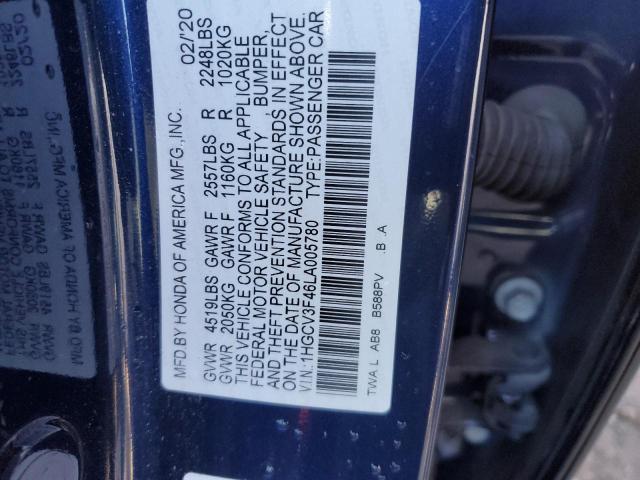 MFD.BY HONDA OF AMERICA MFG.,INC. 02/'20
GVWR 4519LBS GAWR F 2557LBS R 2248LBS
GVWR 2050KG GAWR F 1160KG R 1020KG
THIS VEHICLE CONFORMS TO ALL APPLICABLE
FEDERAL MOTOR VEHICLE SAFETY BUMPER,
AND THEFT PREVENTION STANDARDS IN EFFECT
ON THE DATE OF MANUFACTURE SHOWN ABOVE.
V.I.N.:1HGCV3F46LA005780 TYPE:PASSENGER CAR
TWA L AB8 B588PV .B .A